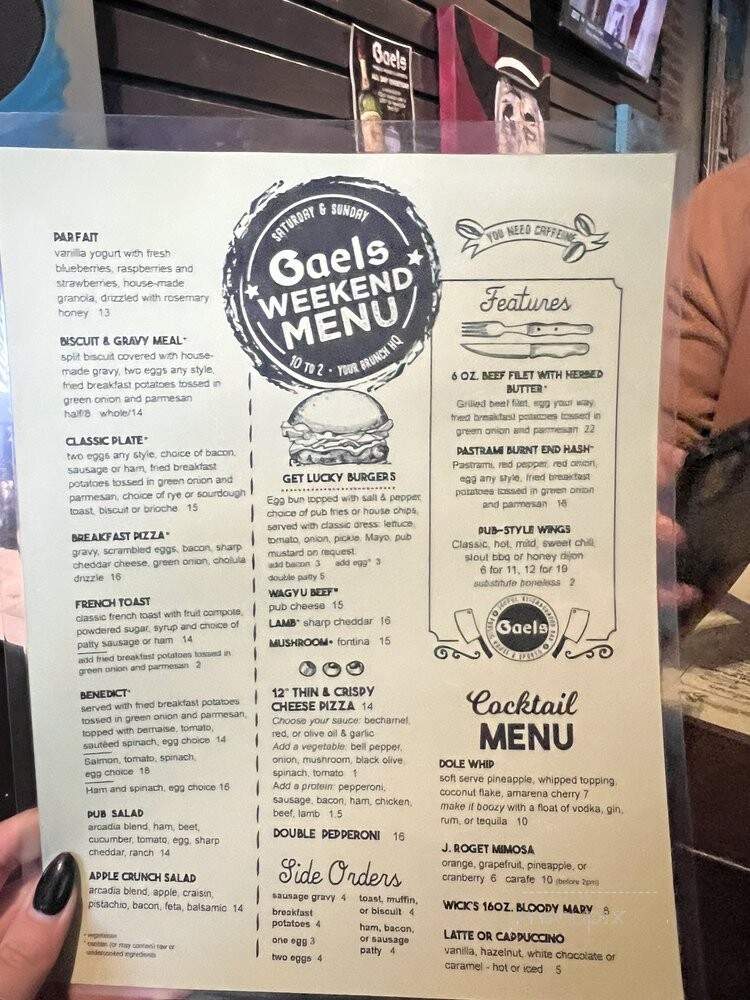 Gaels
SATURDAY & SUNDAY
Gaels
WEEKEND
MENU
10 TO 2 • YOUR BRUNCH HQ
PARFAIT
vanilla yogurt with fresh
blueberries, raspberries and
strawberries, house-made
granola, drizzled with rosemary
honey 13
BISCUIT & GRAVY MEAL*
split biscuit covered with house-
made gravy, two eggs any style,
fried breakfast potatoes tossed in
green onion and parmesan
half/8 whole/14
CLASSIC PLATE*
two eggs any style, choice of bacon,
sausage or ham, fried breakfast
potatoes tossed in green onion and
parmesan, choice of rye or sourdough
toast, biscuit or brioche 15
BREAKFAST PIZZA*
gravy, scrambled eggs, bacon, sharp
cheddar cheese, green onion, cholula
drizzle 16
FRENCH TOAST
classic french toast with fruit compote,
powdered sugar, syrup and choice of
patty sausage or ham 14
add fried breakfast potatoes tossed in
green onion and parmesan 2
BENEDICT*
served with fried breakfast potatoes
tossed in green onion and parmesan,
topped with bernaise, tomato,
sautéed spinach, egg choice 14
Salmon, tomato, spinach,
egg choice 18
Ham and spinach, egg choice 16
PUB SALAD
arcadia blend, ham, beef,
cucumber, tomato, egg, sharp
cheddar, ranch 14
APPLE CRUNCH SALAD
arcadia blend, apple, craisin,
pistachio, bacon, feta, balsamic 14
• vegetarian
* contain (or may contain) raw or
undercooked ingredients
GET LUCKY BURGERS
Egg bun topped with salt & pepper,
choice of pub fries or house chips,
served with classic dress: lettuce,
tomato, onion, pickle. Mayo, pub
mustard on request.
add bacon 3 add egg* 3
double patty 5
WAGYU BEEF*
pub cheese 15
LAMB* sharp cheddar 16
MUSHROOM• fontina 15
12" THIN & CRISPY
CHEESE PIZZA 14
Choose your sauce: bechamel,
red, or olive oil & garlic
Add a vegetable: bell pepper,
onion, mushroom, black olive,
spinach, tomato 1
Add a protein: pepperoni,
sausage, bacon, ham, chicken,
beef, lamb 1.5
DOUBLE PEPPERONI 16
Side Orders
sausage gravy 4
breakfast
potatoes 4
one egg 3
two eggs 4
toast, muffin,
or biscuit 4
ham, bacon,
or sausage
patty 4
YOU NEED CAFFEINE
Features
6 OZ. BEEF FILET WITH HERBED
BUTTER*
Grilled beef filet, egg your way,
fried breakfast potatoes tossed in
green onion and parmesan 22
PASTRAMI BURNT END HASH*
Pastrami, red pepper, red onion,
egg any style, fried breakfast
potatoes tossed in green onion
and parmesan 16
PUB-STYLE WINGS
Classic, hot, mild, sweet chili,
stout bbq or honey dijon
6 for 11, 12 for 19
substitute boneless 2
Gaels
Cocktail
MENU
DOLE WHIP
soft serve pineapple, whipped topping,
coconut flake, amarena cherry 7
make it boozy with a float of vodka, gin,
rum, or tequila 10
J. ROGET MIMOSA
orange, grapefruit, pineapple, or
cranberry 6 carafe 10 (before 2pm)
WICK'S 16OZ. BLOODY MARY 8
LATTE OR CAPPUCCINO
vanilla, hazelnut, white chocolate or
caramel - hot or iced 5